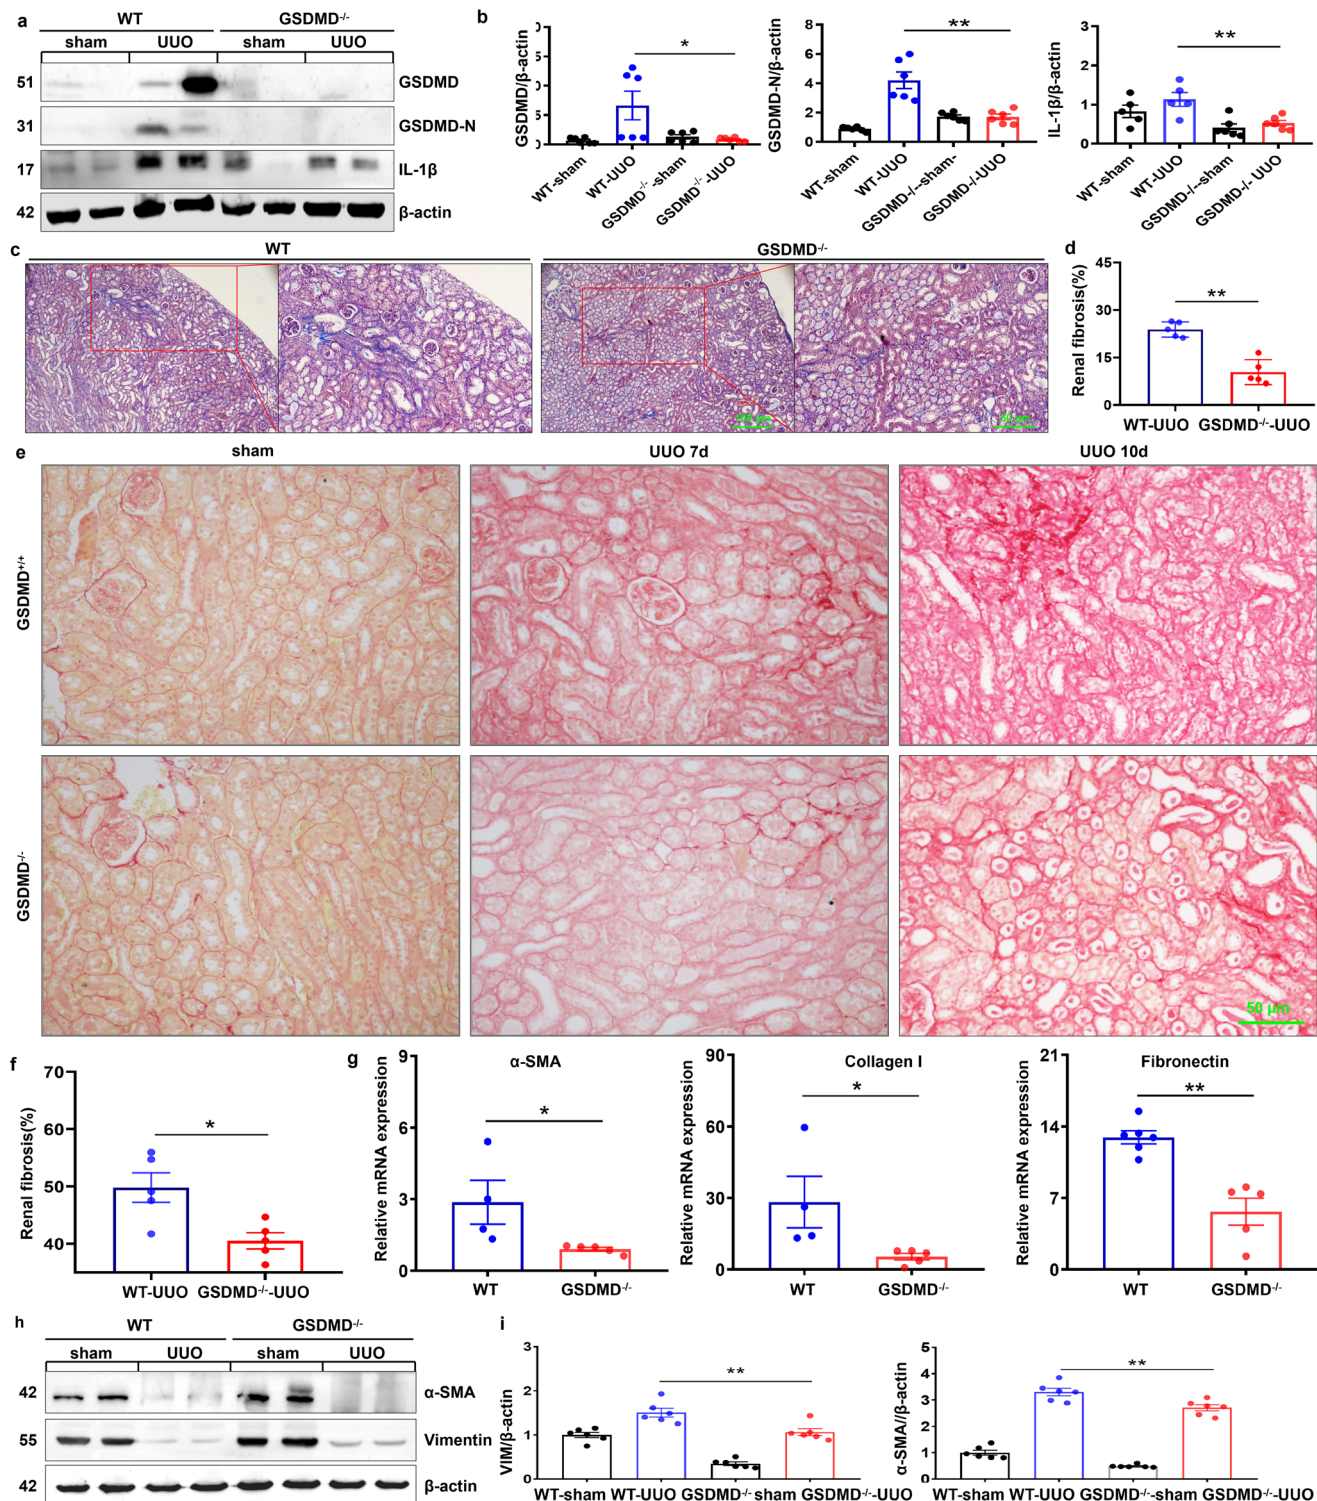 a
WT
GSDMD-/-
sham
UUO
sham
UUO
51
GSDMD
31
GSDMD-N
17
IL-1β
42
β-actin
b
GSDMD/β-actin
0
5
0
5
0
*
WT-sham
WT-UUO
GSDMD-/--sham
GSDMD-/--UUO
GSDMD-N/β-actin
8
6
4
2
0
**
WT-sham
WT-UUO
GSDMD-/--sham-
GSDMD-/-UUO
IL-1β/β-actin
3
2
1
0
**
WT-sham
WT-UUO
GSDMD-/--sham
GSDMD-/- UUO
c
WT
GSDMD-/-
d
Renal fibrosis(%)
45
30
15
0
**
WT-UUO
GSDMD-/--UUO
e
sham
UUO 7d
UUO 10d
GSDMD+/+
GSDMD-/-
50 μm
f
Renal fibrosis(%)
70
60
50
40
*
WT-UUO
GSDMD-/--UUO
g
α-SMA
Relative mRNA expression
9
6
3
0
*
WT
GSDMD-/-
Collagen I
Relative mRNA expression
90
60
30
0
*
WT
GSDMD-/-
Fibronectin
Relative mRNA expression
21
14
7
0
**
WT
GSDMD-/-
h
WT
GSDMD-/-
sham
UUO
sham
UUO
42
α-SMA
55
Vimentin
42
β-actin
i
VIM/β-actin
3
2
1
0
**
WT-sham WT-UUO GSDMD-/-sham GSDMD-/--UUO
α-SMA//β-actin
5
4
3
2
1
0
**
WT-sham WT-UUO GSDMD-/-sham GSDMD-/--UUO